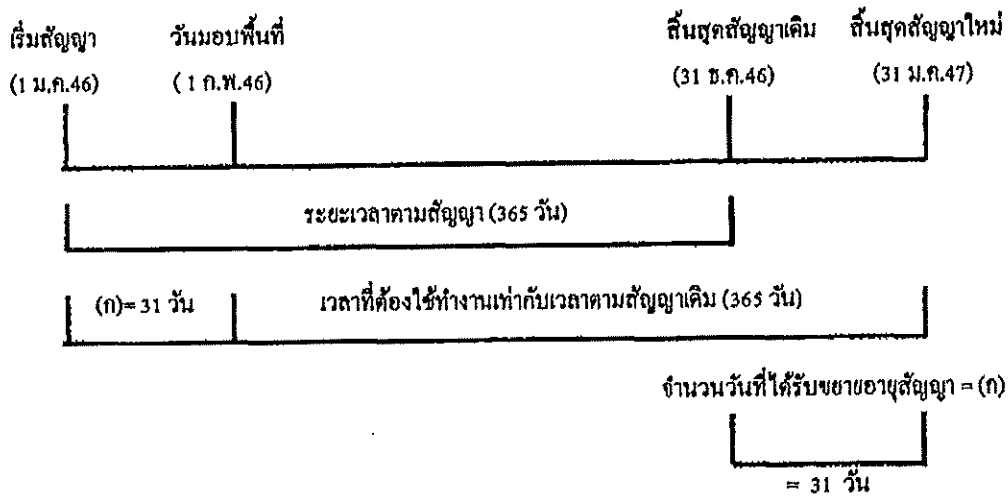 เริ่มสัญญา วันมอบพื้นที่ สิ้นสุดสัญญาเดิม สิ้นสุดสัญญาใหม่
(1 ม.ค.46) (1 ก.พ.46) (31 ธ.ค.46) (31 ม.ค.47)
ระยะเวลาตามสัญญา (365 วัน)
(ก)= 31 วัน เวลาที่ต้องใช้ทำงานเท่ากับเวลาตามสัญญาเดิม (365 วัน)
จำนวนวันที่ได้รับขยายอายุสัญญา = (ก)
= 31 วัน